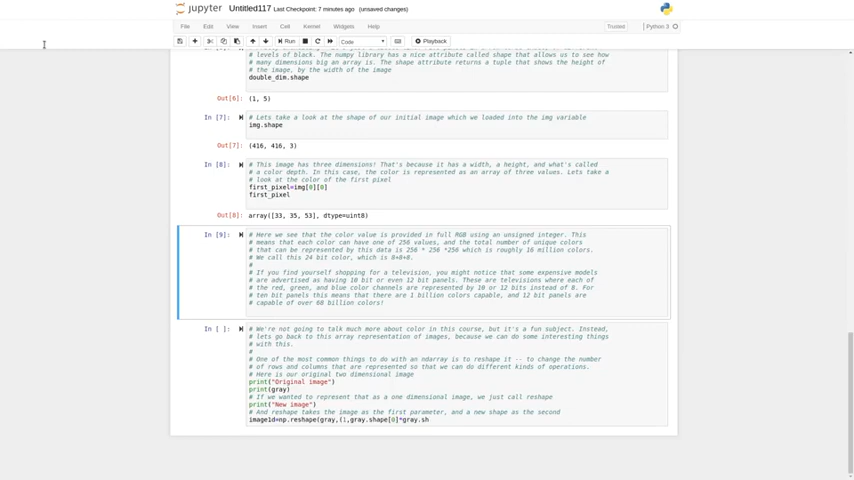 jupyter Untitled117 Last Checkpoint: 7 minutes ago (unsaved changes)
File Edit View Insert Cell Kernel Widgets Help Trusted Python 3
Run Code Playback
# levels of black. The numpy library has a nice attribute called shape that allows us to see how
# many dimensions big an array is. The shape attribute returns a tuple that shows the height of
# the image, by the width of the image
double_dim.shape
Out[6]: (1, 5)
In [7] # Lets take a look at the shape of our initial image which we loaded into the img variable
img.shape
Out[7]: (416, 416, 3)
In [8] # This image has three dimensions! That's because it has a width, a height, and what's called
# a color depth. In this case, the color is represented as an array of three values. Lets take a
# look at the color of the first pixel
first_pixel=img[0][0]
first_pixel
Out[8]: array([33, 35, 53], dtype=uint8)
In [9]: # Here we see that the color value is provided in full RGB using an unsigned integer. This
# means that each color can have one of 256 values, and the total number of unique colors
# that can be represented by this data is 256 * 256 *256 which is roughly 16 million colors.
# We call this 24 bit color, which is 8+8+8.
#
# If you find yourself shopping for a television, you might notice that some expensive models
# are advertised as having 10 bit or even 12 bit panels. These are televisions where each of
# the red, green, and blue color channels are represented by 10 or 12 bits instead of 8. For
# ten bit panels this means that there are 1 billion colors capable, and 12 bit panels are
# capable of over 68 billion colors!
In [ ]: # We're not going to talk much more about color in this course, but it's a fun subject. Instead,
# lets go back to this array representation of images, because we can do some interesting things
# with this.
#
# One of the most common things to do with an ndarray is to reshape it -- to change the number
# of rows and columns that are represented so that we can do different kinds of operations.
# Here is our original two dimensional image
print("Original image")
print(gray)
# If we wanted to represent that as a one dimensional image, we just call reshape
print("New image")
# And reshape takes the image as the first parameter, and a new shape as the second
image1d=np.reshape(gray,(1,gray.shape[0]*gray.sh